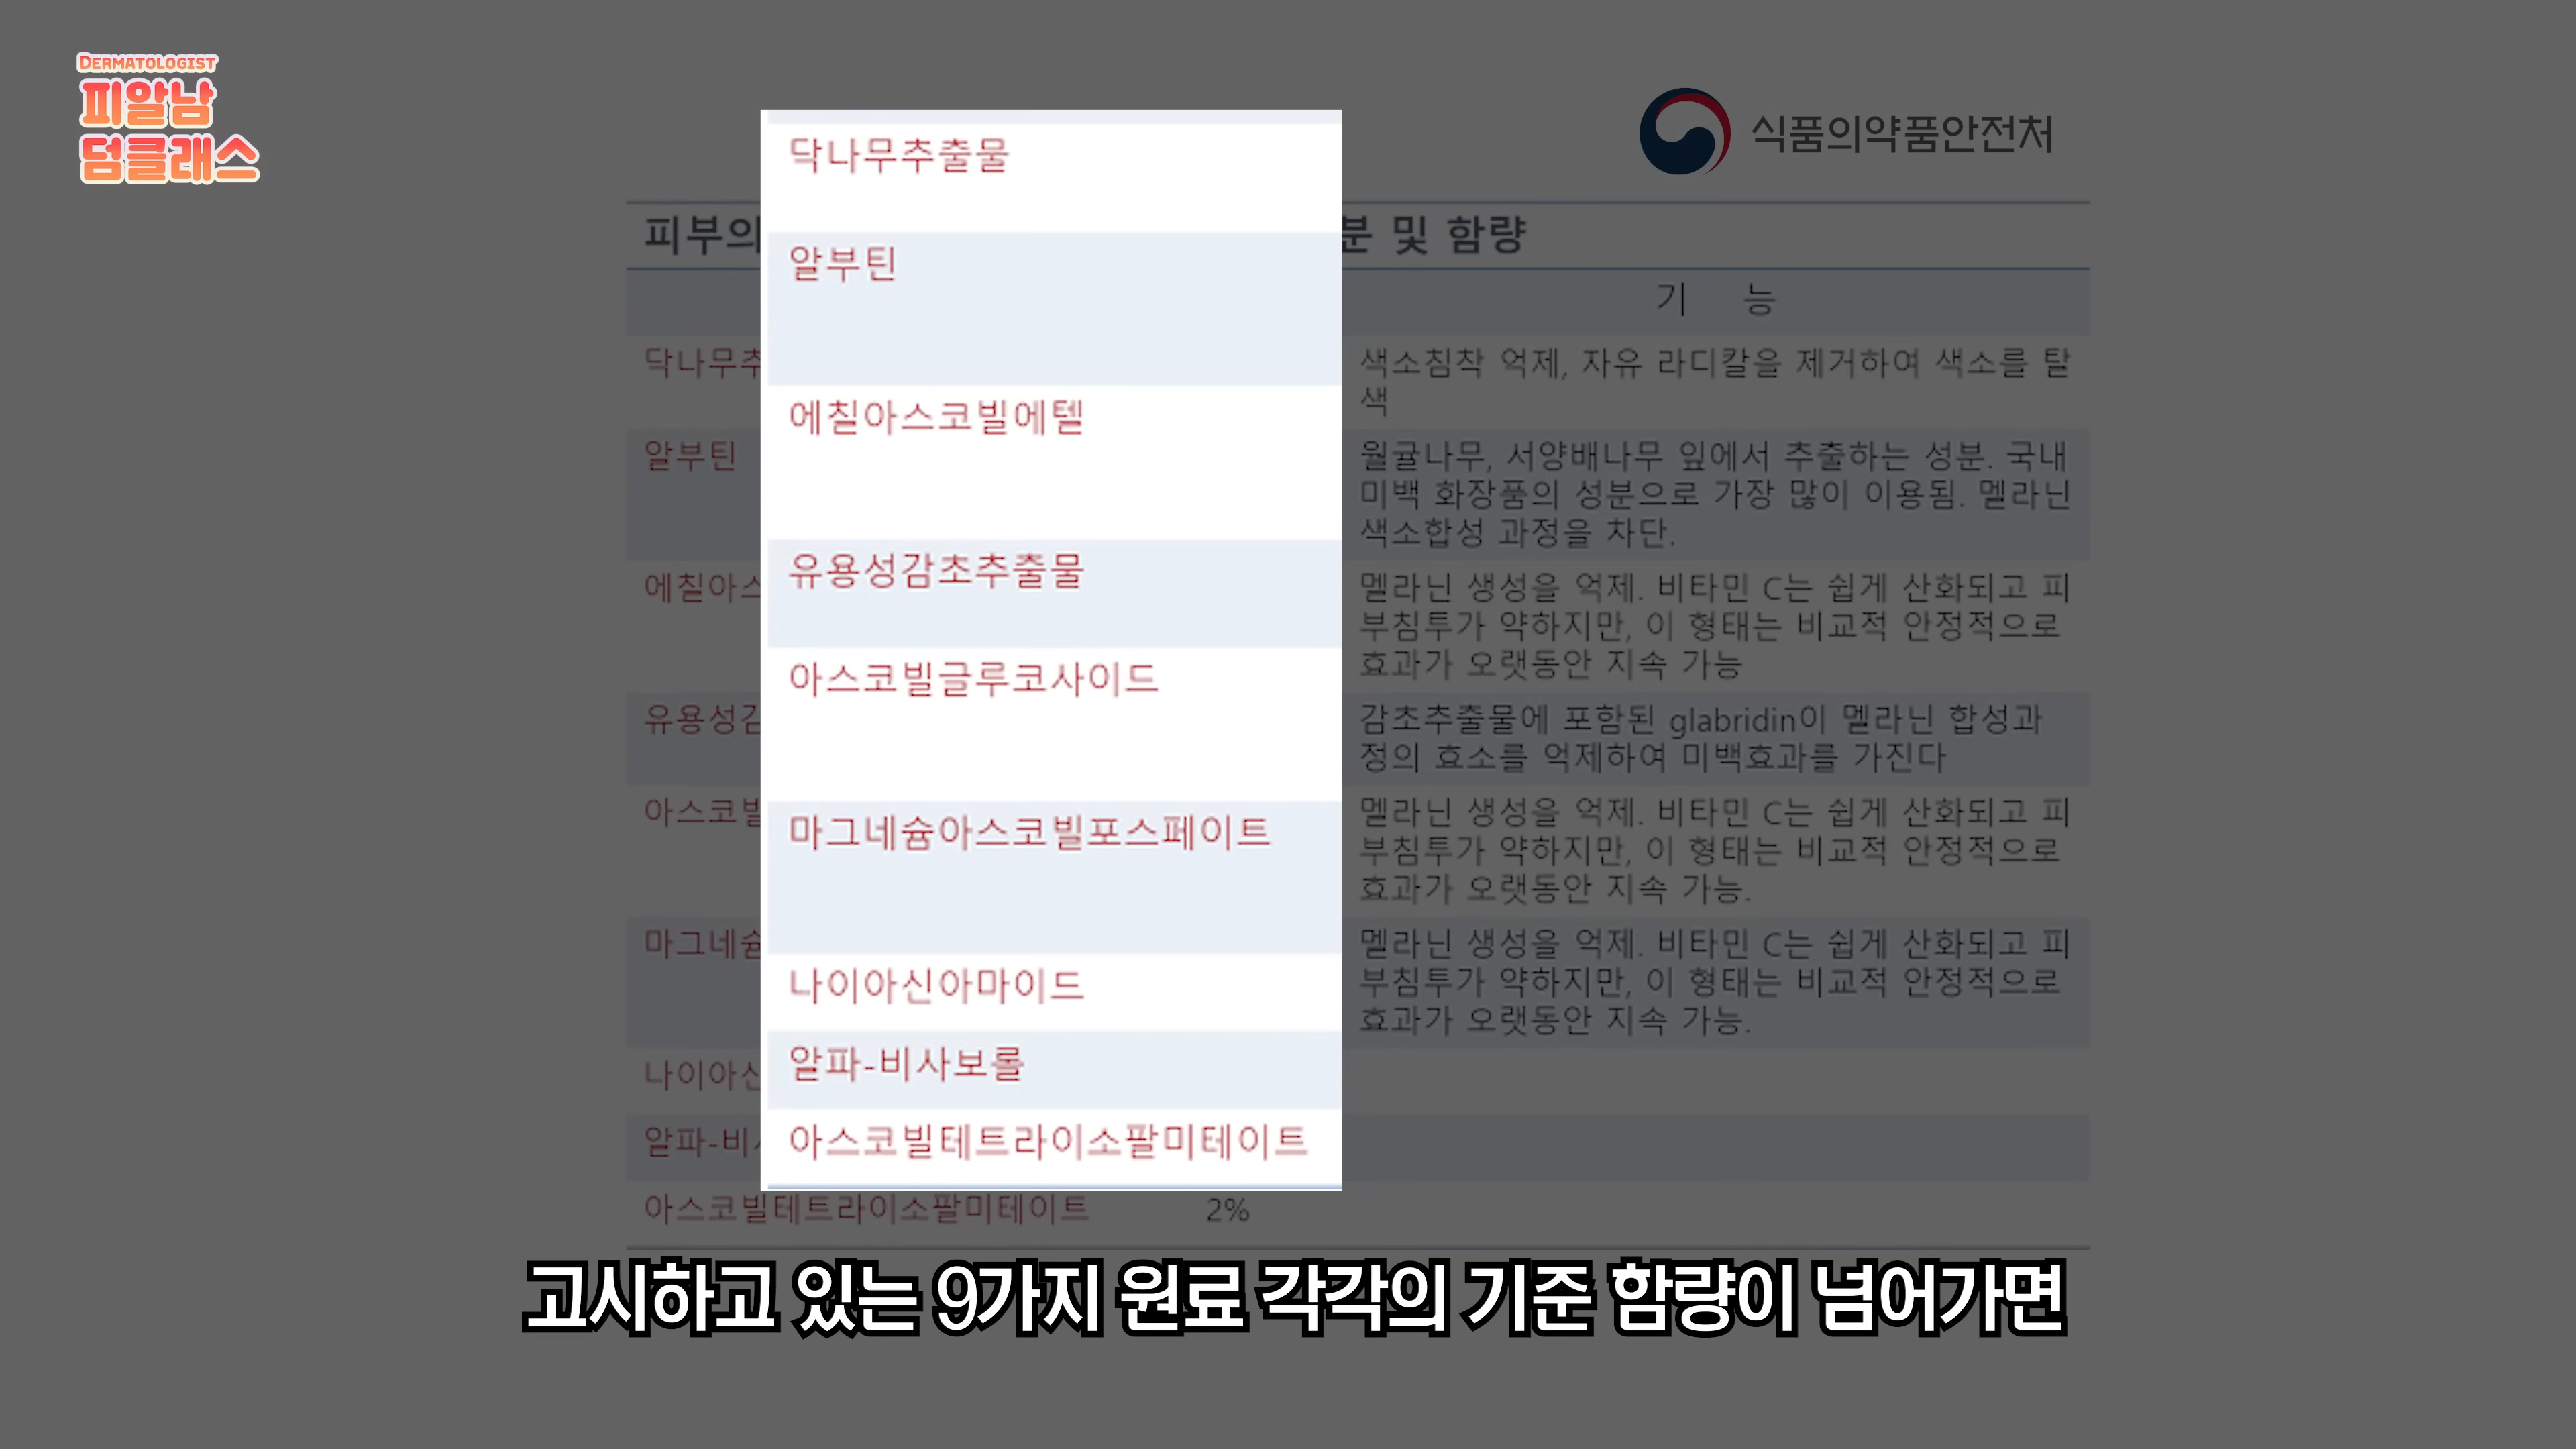 DERMATOLOGIST
피알남
덤클래스
식품의약품안전처
피부의
분 및 함량
기 능
닥나무추출물
알부틴
에칠아스코빌에텔
유용성감초추출물
아스코빌글루코사이드
마그네슘아스코빌포스페이트
나이아신아마이드
알파-비사보롤
아스코빌테트라이소팔미테이트
닥나무추
색소침착 억제, 자유 라디칼을 제거하여 색소를 탈
색
알부틴
월귤나무, 서양배나무 잎에서 추출하는 성분. 국내
미백 화장품의 성분으로 가장 많이 이용됨. 멜라닌
색소합성 과정을 차단.
에칠아스
멜라닌 생성을 억제. 비타민 C는 쉽게 산화되고 피
부침투가 약하지만, 이 형태는 비교적 안정적으로
효과가 오랫동안 지속 가능
유용성감
감초추출물에 포함된 glabridin이 멜라닌 합성과
정의 효소를 억제하여 미백효과를 가진다
아스코빌
멜라닌 생성을 억제. 비타민 C는 쉽게 산화되고 피
부침투가 약하지만, 이 형태는 비교적 안정적으로
효과가 오랫동안 지속 가능.
마그네슘
멜라닌 생성을 억제. 비타민 C는 쉽게 산화되고 피
부침투가 약하지만, 이 형태는 비교적 안정적으로
효과가 오랫동안 지속 가능.
나이아신
알파-비사
아스코빌테트라이소팔미테이트 2%
고시하고 있는 9가지 원료 각각의 기준 함량이 넘어가면